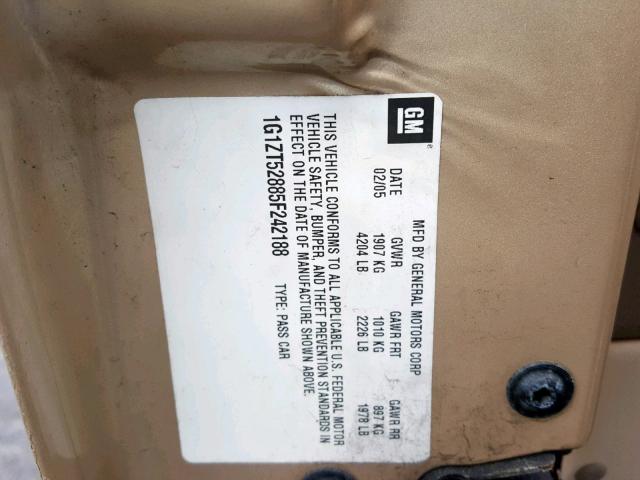 GM®
MFD BY GENERAL MOTORS CORP
DATE GVWR GAWR FRT GAWR RR
02/05 1907 KG 1010 KG 897 KG
4204 LB 2226 LB 1978 LB
THIS VEHICLE CONFORMS TO ALL APPLICABLE U.S. FEDERAL MOTOR
VEHICLE SAFETY, BUMPER, AND THEFT PREVENTION STANDARDS IN
EFFECT ON THE DATE OF MANUFACTURE SHOWN ABOVE.
1G1ZT52885F242188 TYPE: PASS CAR